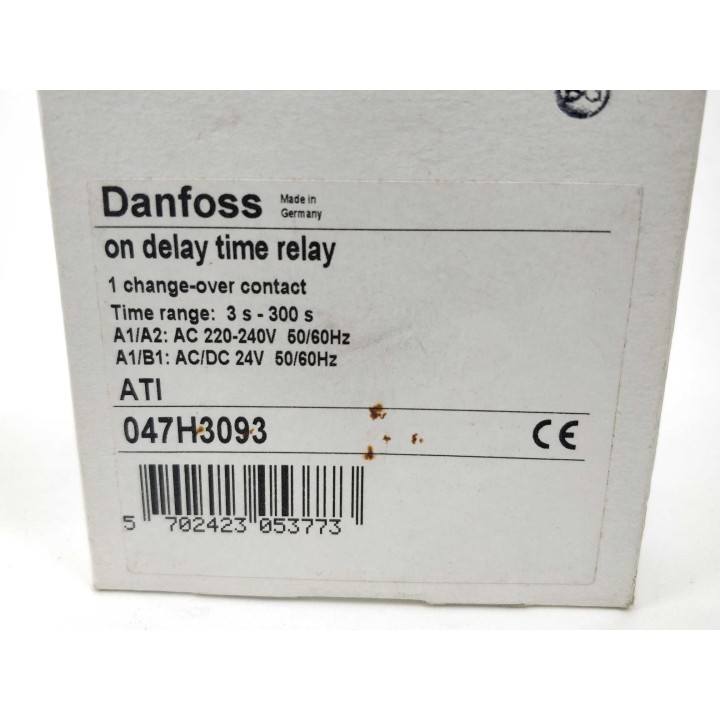 Danfoss Made in Germany
on delay time relay
1 change-over contact
Time range: 3 s - 300 s
A1/A2: AC 220-240V 50/60Hz
A1/B1: AC/DC 24V 50/60Hz
ATI
047H3093 CE
5 702423 053773